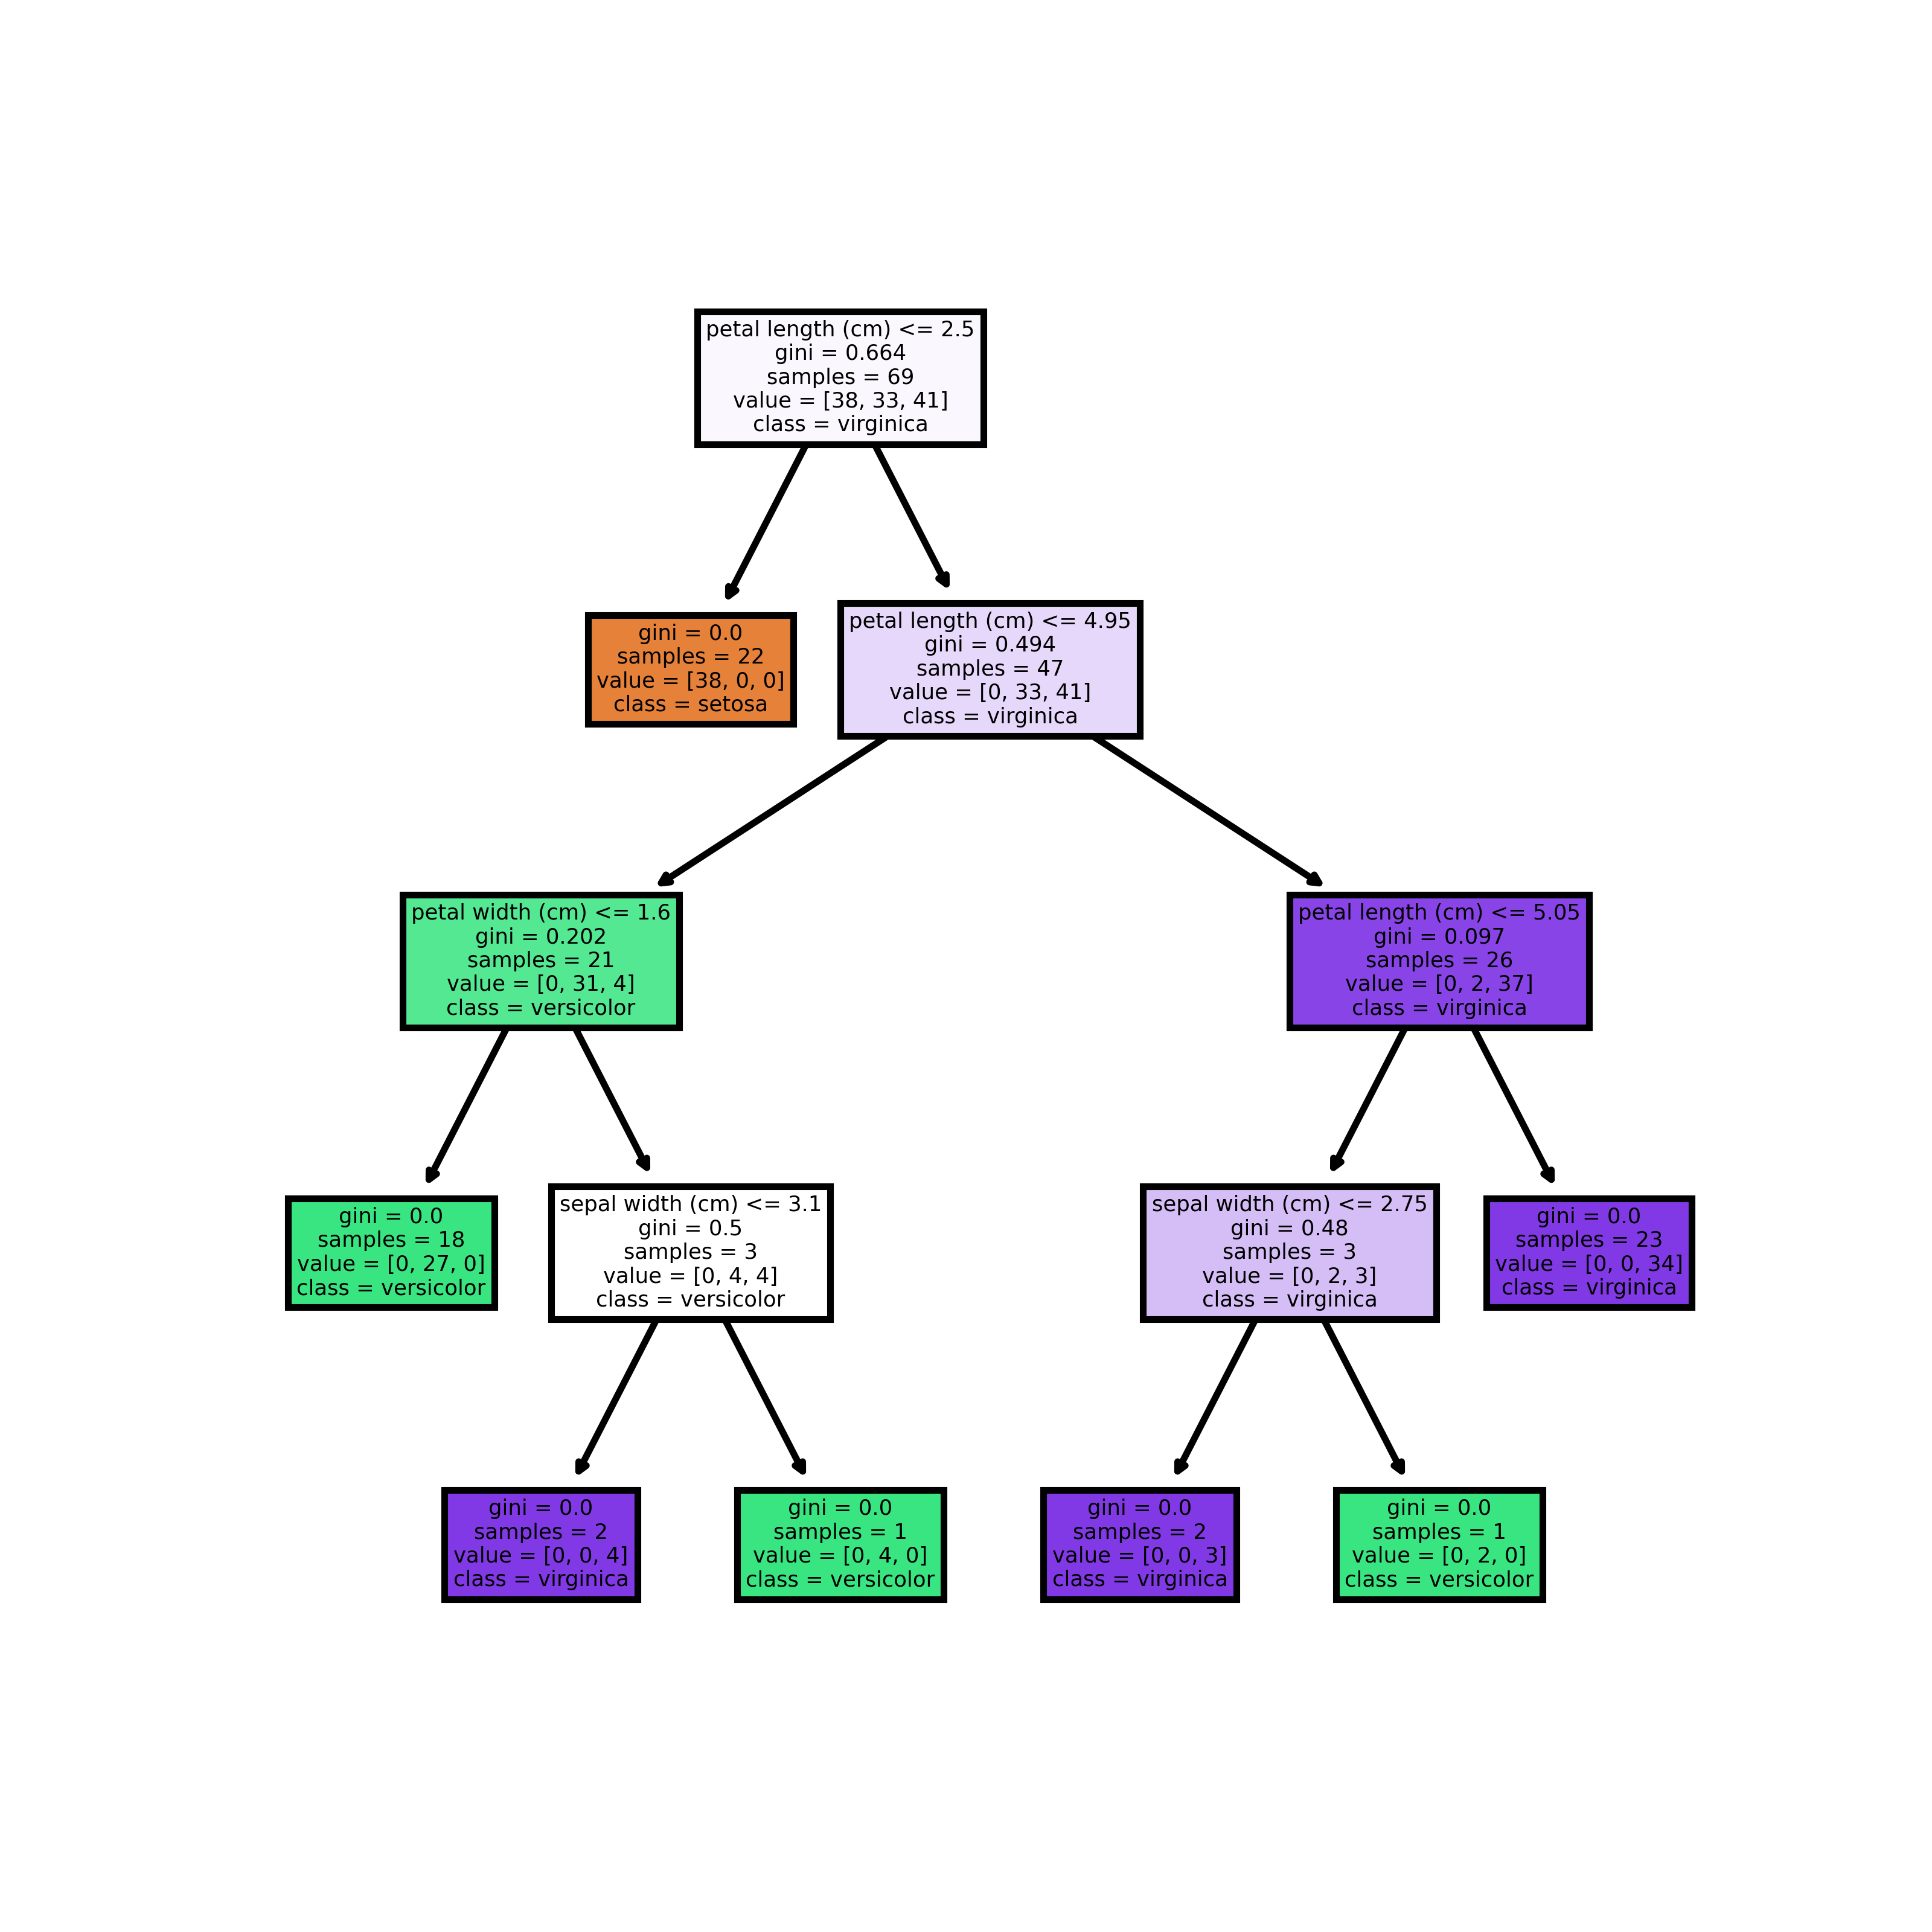 petal length (cm) <= 2.5
gini = 0.664
samples = 69
value = [38, 33, 41]
class = virginica
gini = 0.0
samples = 22
value = [38, 0, 0]
class = setosa
petal length (cm) <= 4.95
gini = 0.494
samples = 47
value = [0, 33, 41]
class = virginica
petal width (cm) <= 1.6
gini = 0.202
samples = 21
value = [0, 31, 4]
class = versicolor
petal length (cm) <= 5.05
gini = 0.097
samples = 26
value = [0, 2, 37]
class = virginica
gini = 0.0
samples = 18
value = [0, 27, 0]
class = versicolor
sepal width (cm) <= 3.1
gini = 0.5
samples = 3
value = [0, 4, 4]
class = versicolor
sepal width (cm) <= 2.75
gini = 0.48
samples = 3
value = [0, 2, 3]
class = virginica
gini = 0.0
samples = 23
value = [0, 0, 34]
class = virginica
gini = 0.0
samples = 2
value = [0, 0, 4]
class = virginica
gini = 0.0
samples = 1
value = [0, 4, 0]
class = versicolor
gini = 0.0
samples = 2
value = [0, 0, 3]
class = virginica
gini = 0.0
samples = 1
value = [0, 2, 0]
class = versicolor